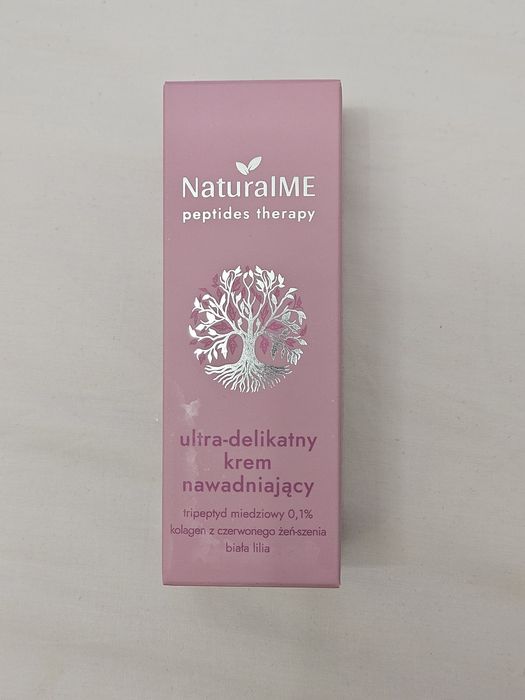 NaturalME
peptides therapy
ultra-delikatny
krem
nawadniający
tripeptyd miedziowy 0,1%
kolagen z czerwonego żeń-szenia
biała lilia